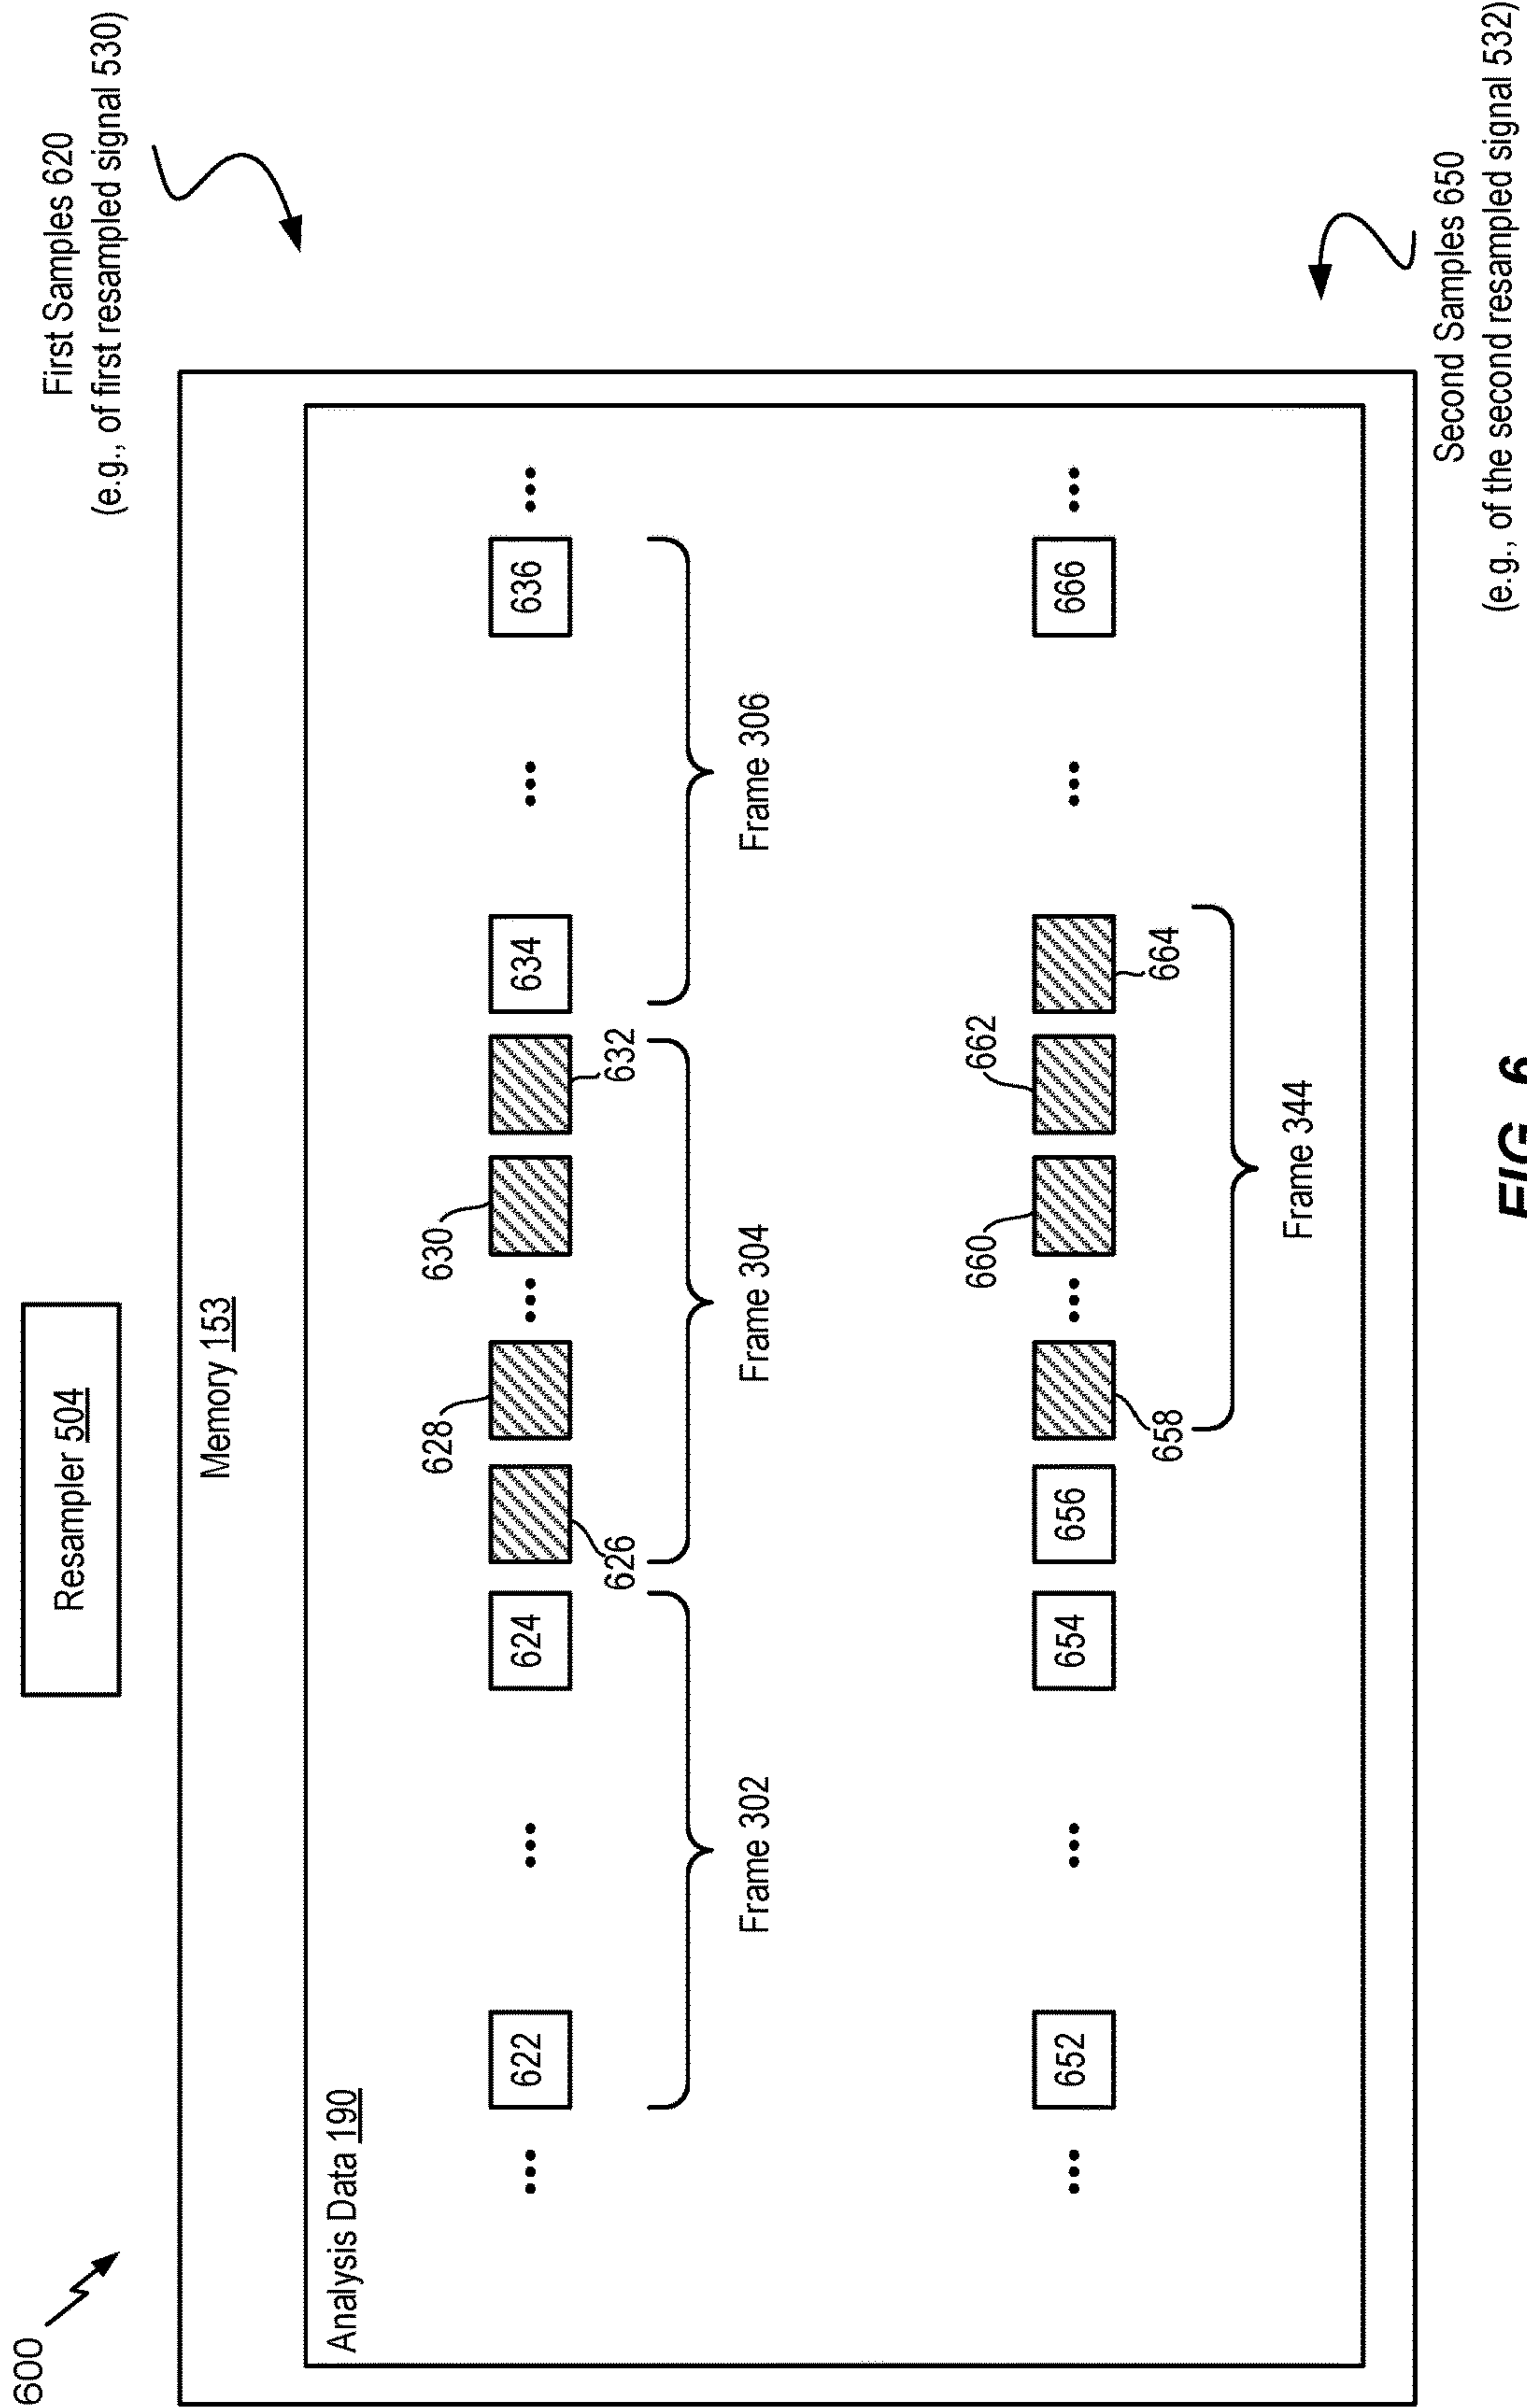 600
Resampler 504
First Samples 620
(e.g., of first resampled signal 530)
Memory 153
Analysis Data 190
622
624
628
630
636
634
626
632
Frame 302
Frame 304
Frame 306
660
662
652
654
656
666
658
664
Frame 344
Second Samples 650
(e.g., of the second resampled signal 532)
FIG. 6